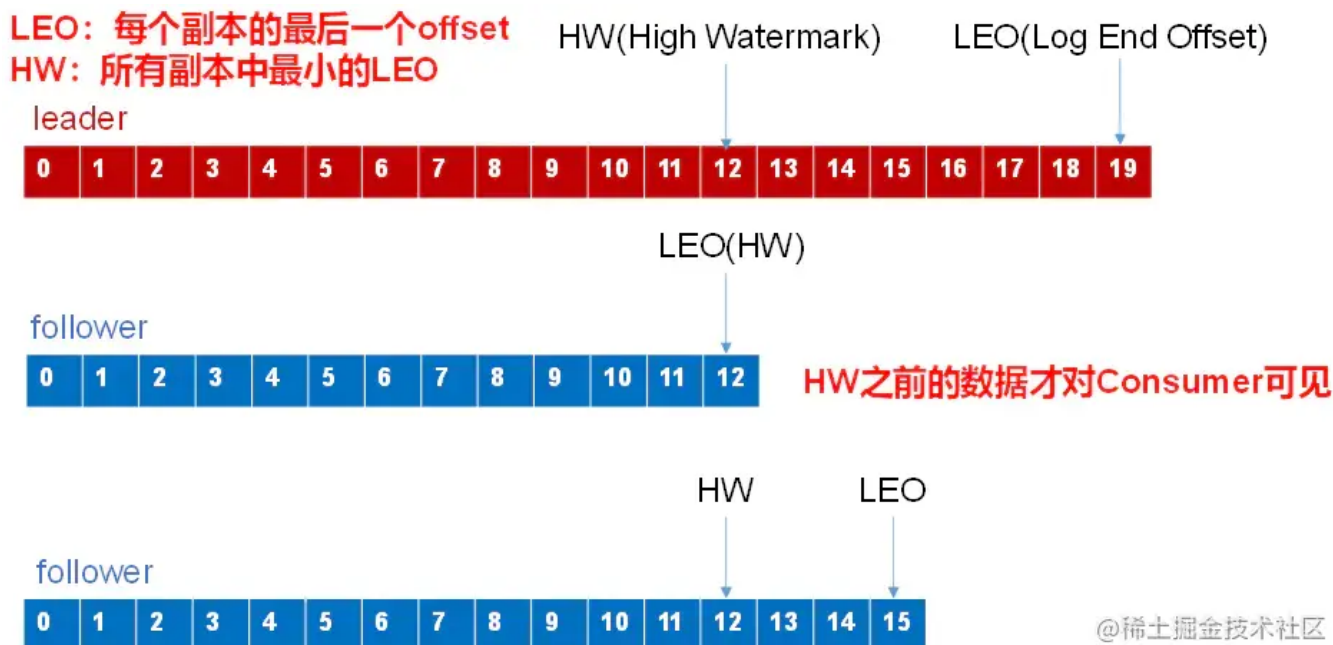 LEO：每个副本的最后一个offset
HW：所有副本中最小的LEO
HW(High Watermark)
LEO(Log End Offset)
leader
0 1 2 3 4 5 6 7 8 9 10 11 12 13 14 15 16 17 18 19
LEO(HW)
follower
0 1 2 3 4 5 6 7 8 9 10 11 12
HW之前的数据才对Consumer可见
HW
LEO
follower
0 1 2 3 4 5 6 7 8 9 10 11 12 13 14 15
@稀土掘金技术社区